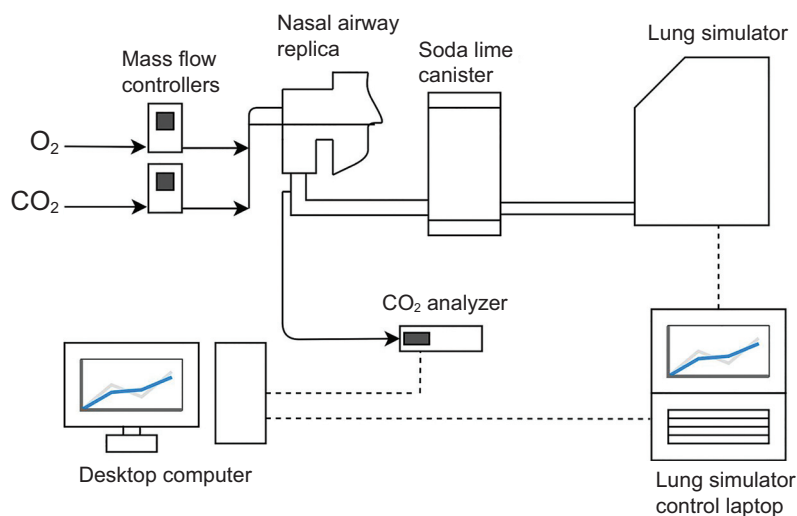 Nasal airway
replica
Mass flow
controllers
Soda lime
canister
Lung simulator
O₂
CO₂
CO₂ analyzer
Desktop computer
Lung simulator
control laptop